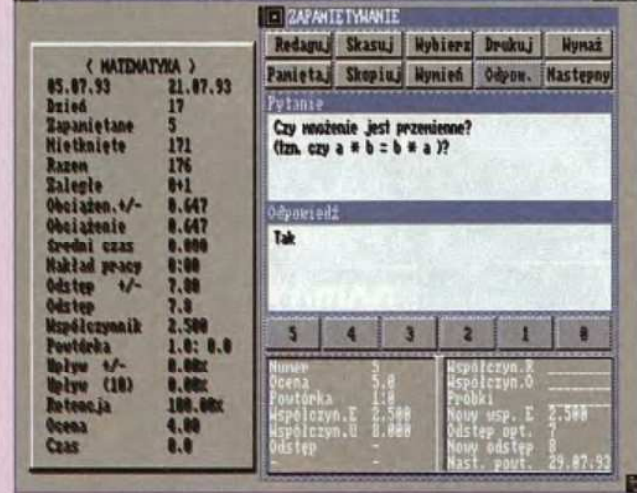 ZAPAMIĘTYWANIE
Redaguj Skasuj Wybierz Drukuj Wymaż
Pamiętaj Skopiuj Wymień Odpow. Następny
Pytanie
Czy mnożenie jest przemienne?
(tzn. czy a * b = b * a )?
Odpowiedź
Tak
5 4 3 2 1 0
Numer 5
Ocena 5.0
Powtórka 1:0
Współczyn.E 2.500
Współczyn.U 8.000
Odstęp -
- -
Współczyn.R
Współczyn.O
Próbki
Nowy wsp. E 2.500
Odstęp opt. 7
Nowy odstęp 8
Nast. powt. 29.07.93
( MATEMATYKA )
05.07.93 21.07.93
Dzień 17
Zapamiętane 5
Nietknięte 171
Razem 176
Zaległe 0+1
Obciążen.+/- 0.647
Obciążenie 0.647
Średni czas 0.000
Nakład pracy 0:00
Odstęp +/- 7.80
Odstęp 7.8
Współczynnik 2.500
Powtórka 1.0: 0.0
Wpływ +/- 0.00%
Wpływ (10) 0.00%
Retencja 100.00%
Ocena 4.00
Czas 0.0